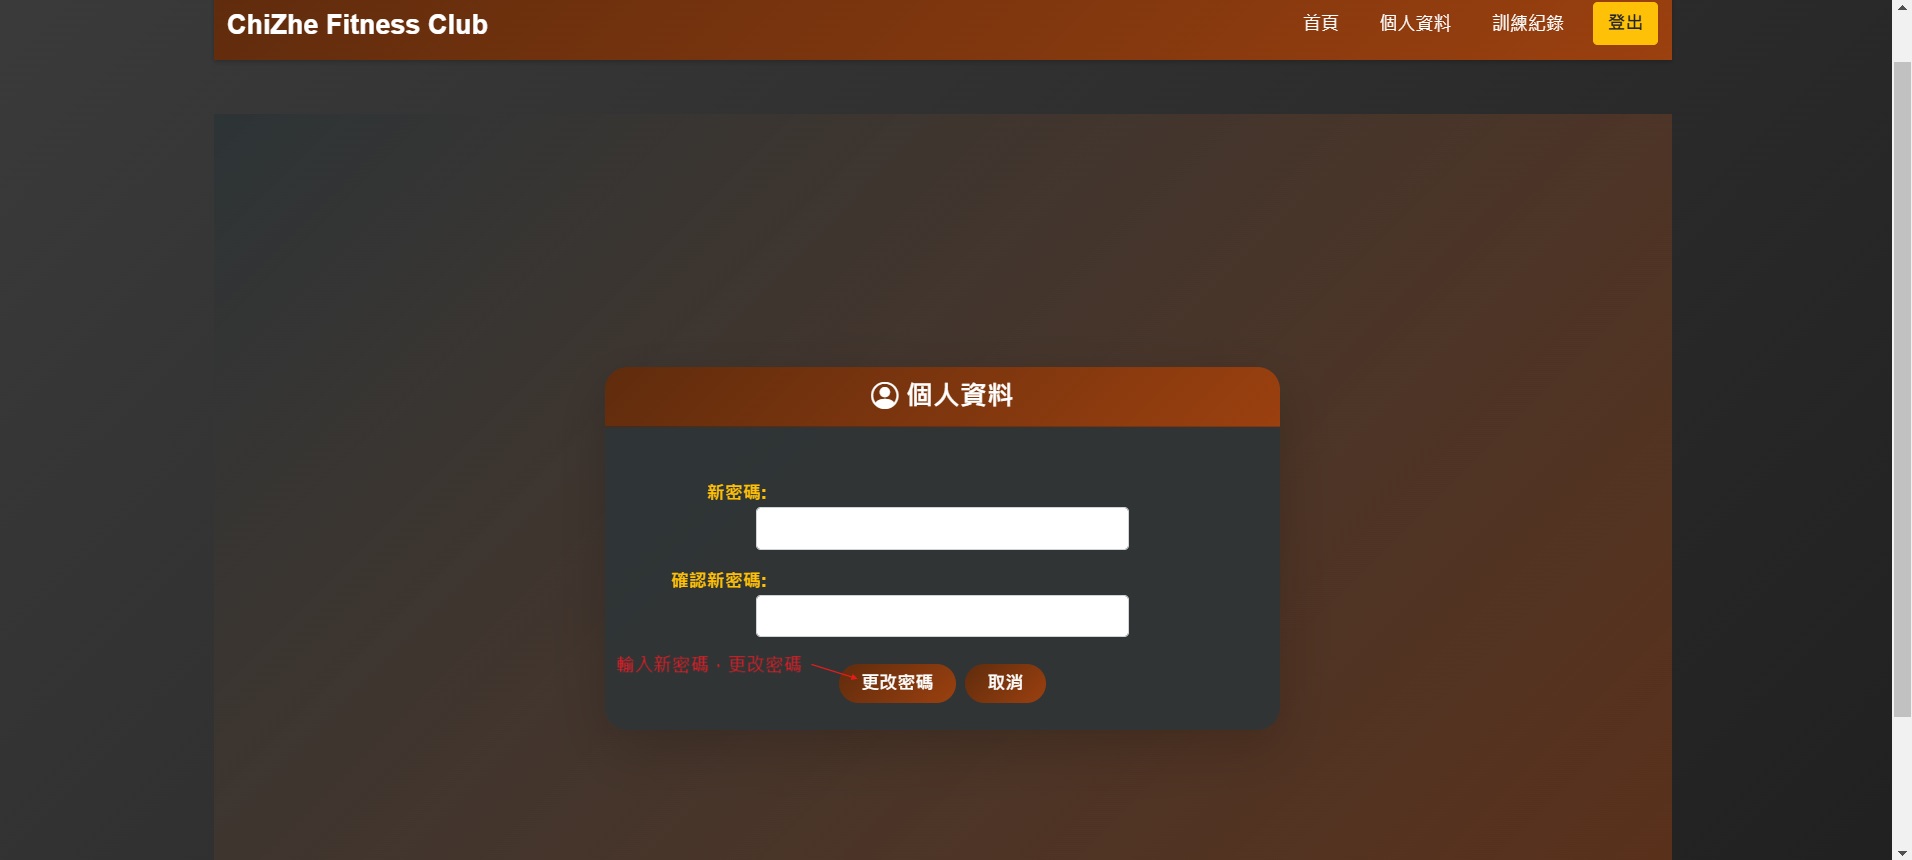 ChiZhe Fitness Club
首頁
個人資料
訓練紀錄
登出
個人資料
新密碼:
確認新密碼:
輸入新密碼，更改密碼
更改密碼
取消